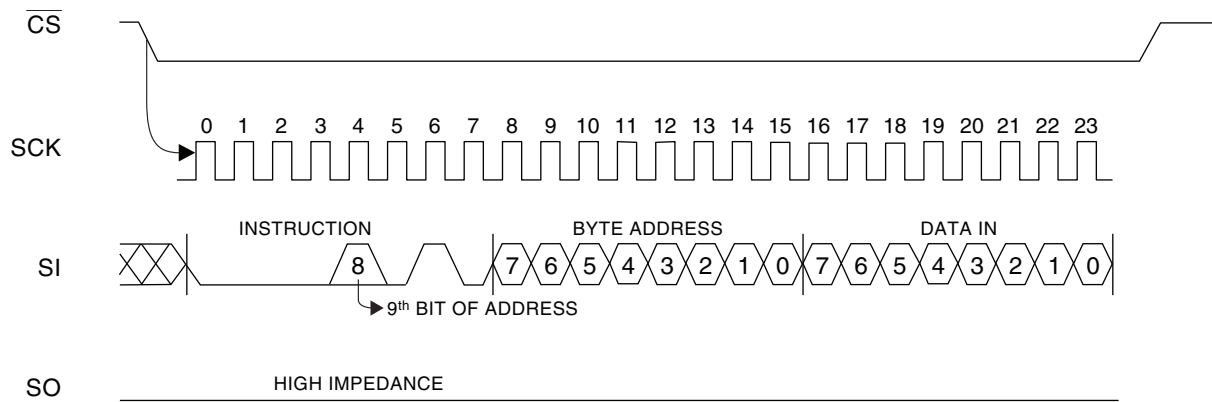 CS
0 1 2 3 4 5 6 7 8 9 10 11 12 13 14 15 16 17 18 19 20 21 22 23
SCK
INSTRUCTION BYTE ADDRESS DATA IN
SI 8 7 6 5 4 3 2 1 0 7 6 5 4 3 2 1 0
9th BIT OF ADDRESS
HIGH IMPEDANCE
SO